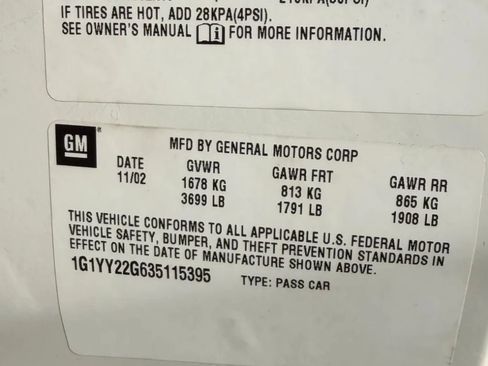 IF TIRES ARE HOT, ADD 28KPA(4PSI).
SEE OWNER'S MANUAL FOR MORE INFORMATION.
GM
MFD BY GENERAL MOTORS CORP
DATE GVWR GAWR FRT GAWR RR
11/02 1678 KG 813 KG 865 KG
3699 LB 1791 LB 1908 LB
THIS VEHICLE CONFORMS TO ALL APPLICABLE U.S. FEDERAL MOTOR
VEHICLE SAFETY, BUMPER, AND THEFT PREVENTION STANDARDS IN
EFFECT ON THE DATE OF MANUFACTURE SHOWN ABOVE.
1G1YY22G635115395 TYPE: PASS CAR